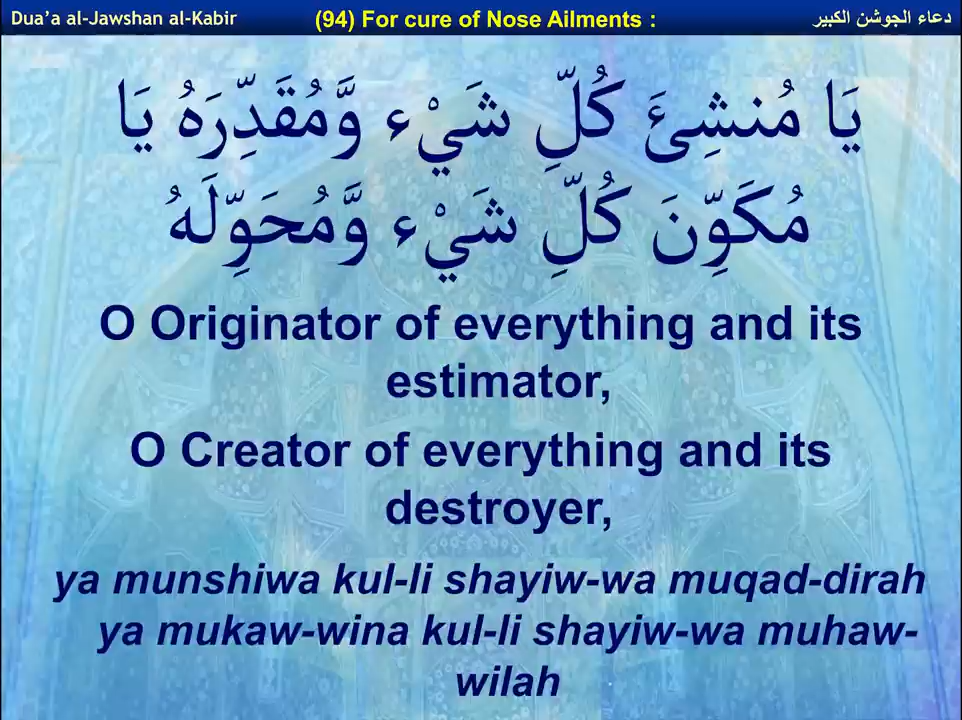 Dua’a al-Jawshan al-Kabir (94) For cure of Nose Ailments : دعاء الجوشن الكبير
يَا مُنشِئَ كُلِّ شَيْءٍ وَّمُقَدِّرَهُ يَا
مُكَوِّنَ كُلِّ شَيْءٍ وَّمُحَوِّلَهُ
O Originator of everything and its
estimator,
O Creator of everything and its
destroyer,
ya munshiwa kul-li shayiw-wa muqad-dirah
ya mukaw-wina kul-li shayiw-wa muhaw-
wilah